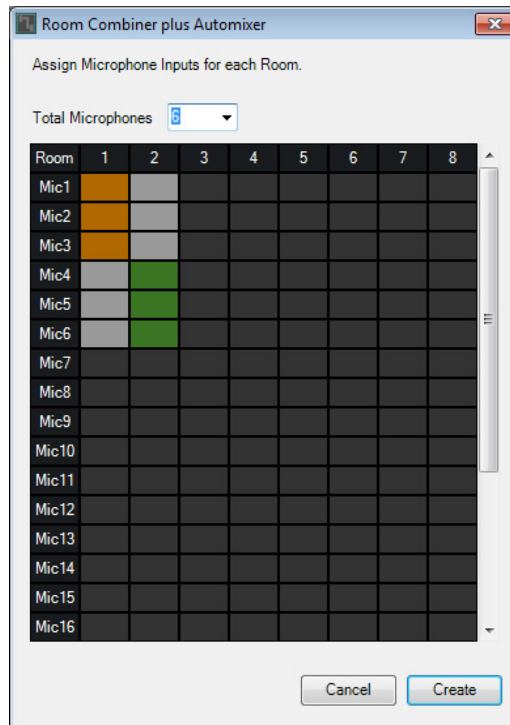 Room Combiner plus Automixer
Assign Microphone Inputs for each Room.
Total Microphones 6
Room 1 2 3 4 5 6 7 8
Mic1
Mic2
Mic3
Mic4
Mic5
Mic6
Mic7
Mic8
Mic9
Mic10
Mic11
Mic12
Mic13
Mic14
Mic15
Mic16
Cancel Create